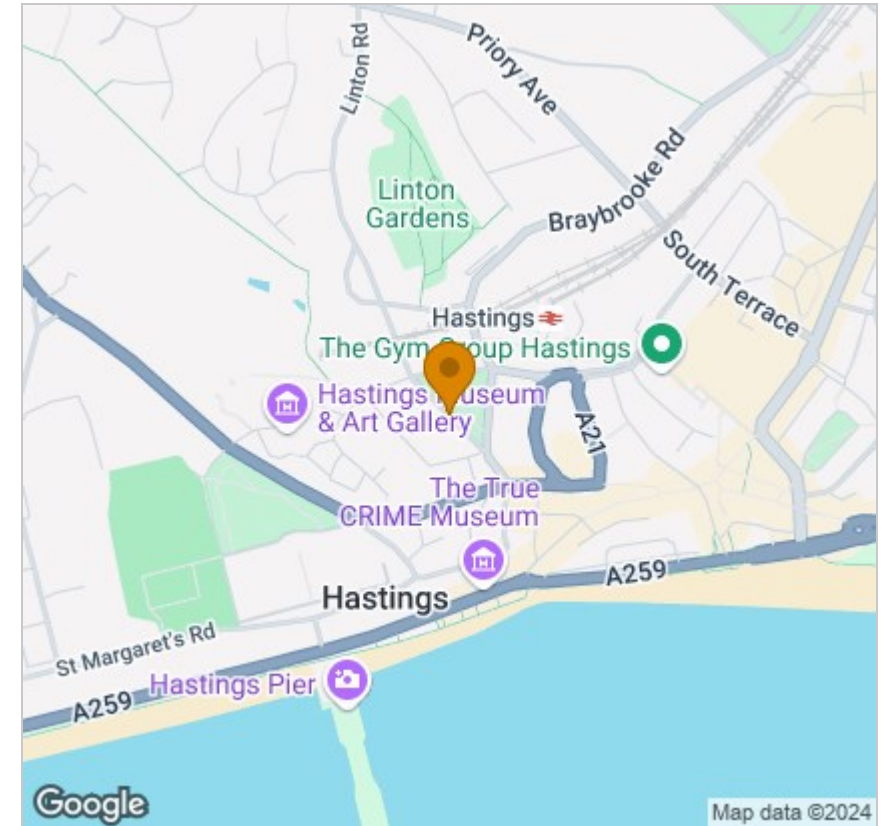 Linton Rd
Priory Ave
Linton
Gardens
Braybrooke Rd
South Terrace
Hastings
The Gym Group Hastings
Hastings Museum
& Art Gallery
A21
The True
CRIME Museum
A259
Hastings
St Margaret's Rd
Hastings Pier
A259
Google
Map data ©2024